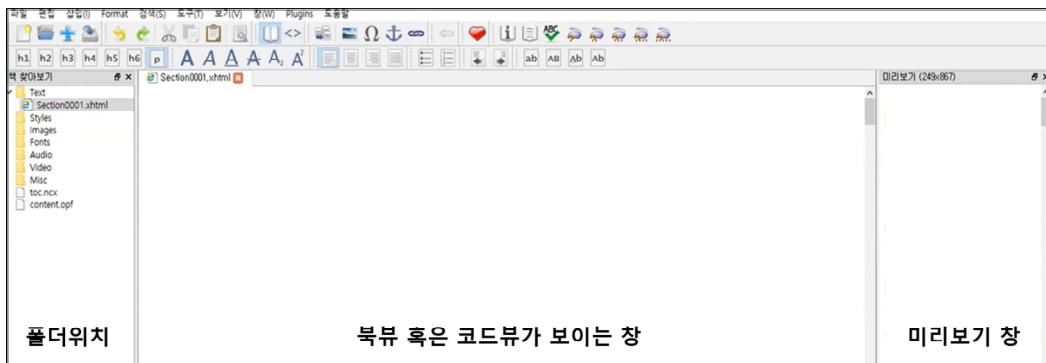 파일 편집 삽입(I) Format 검색(S) 도구(T) 보기(V) 창(W) Plugins 도움말
h1 h2 h3 h4 h5 h6 p A A A A A₂ A² ab AB Ab Ab
책 찾아보기
Section0001.xhtml
미리보기 (249x867)
Text
Section0001.xhtml
Styles
Images
Fonts
Audio
Video
Misc
toc.ncx
content.opf
폴더위치
북뷰 혹은 코드뷰가 보이는 창
미리보기 창